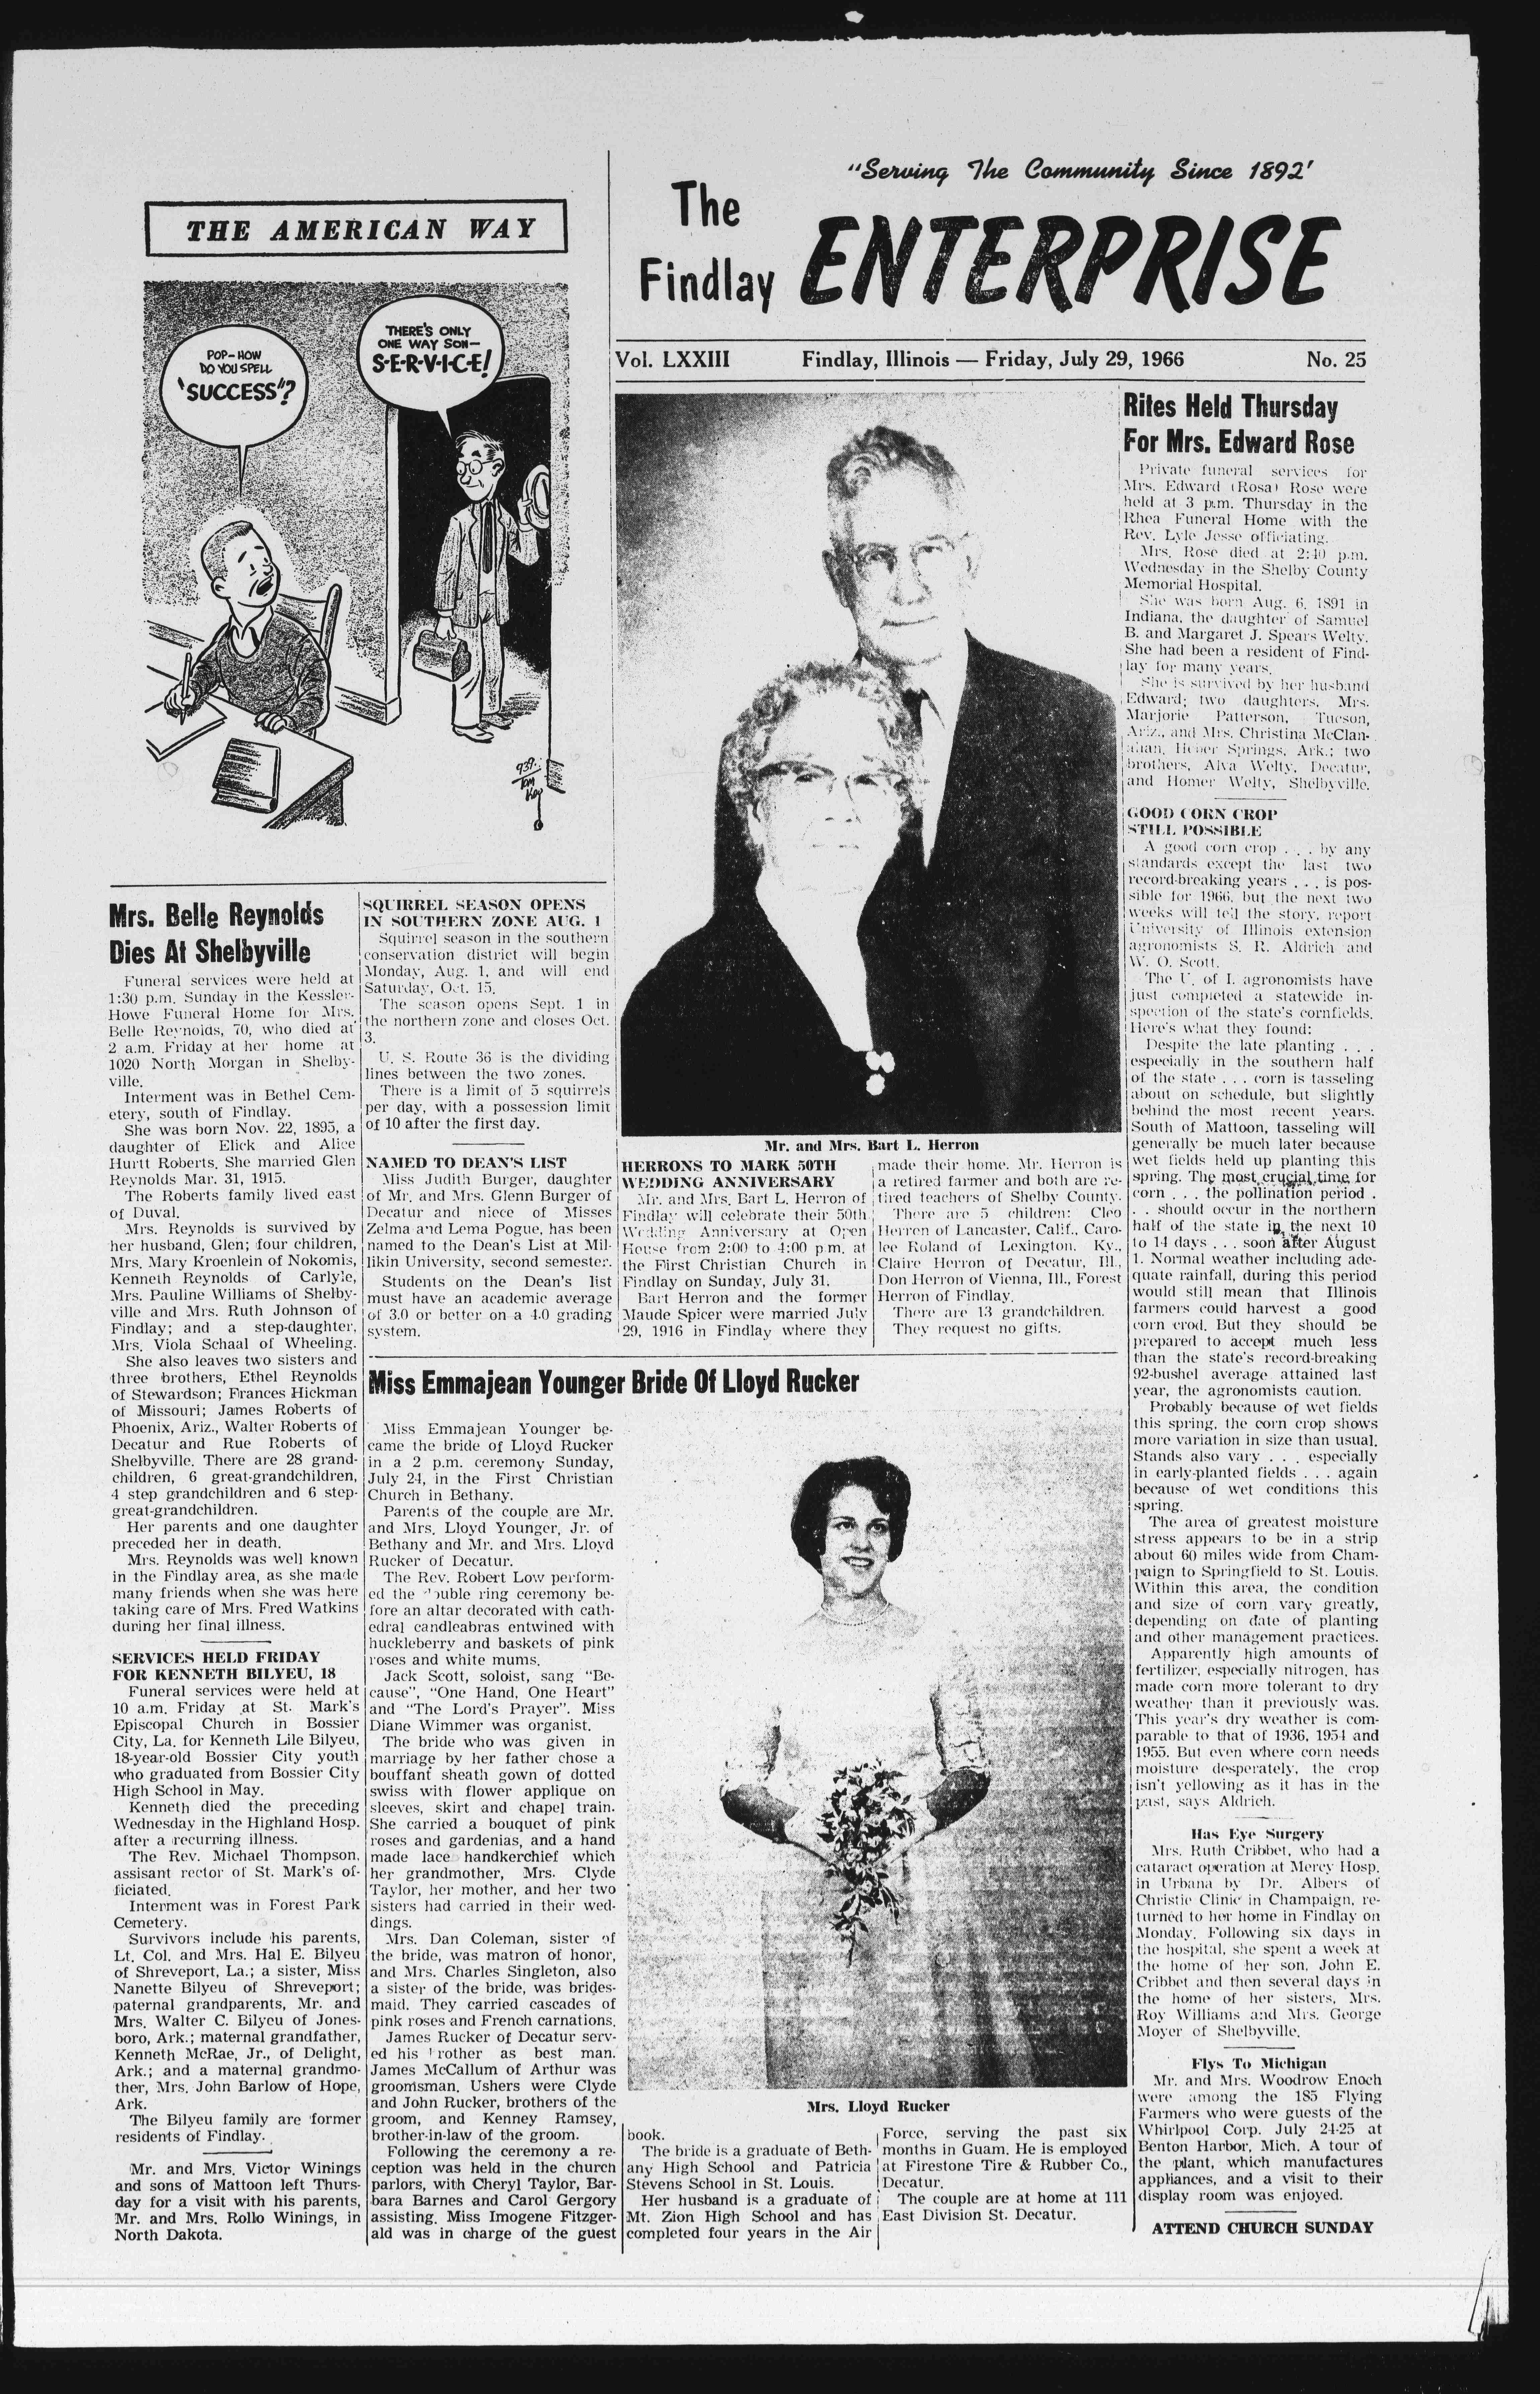 "Serving The Community Since 1892'
The
Findlay ENTERPRISE
Vol. LXXIII Findlay, Illinois — Friday, July 29, 1966 No. 25
THE AMERICAN WAY
POP-HOW
DO YOU SPELL
"SUCCESS"?
THERE'S ONLY
ONE WAY SON—
S-E-R-V-I-C-E!
939-
Tom
Mrs. Belle Reynolds
Dies At Shelbyville
Funeral services were held at
1:30 p.m. Sunday in the Kessler-
Howe Funeral Home for Mrs.
Belle Reynolds, 70, who died at
2 a.m. Friday at her home at
1020 North Morgan in Shelby-
ville.
Interment was in Bethel Cem-
etery, south of Findlay.
She was born Nov. 22, 1895, a
daughter of Elick and Alice
Hurtt Roberts. She married Glen
Reynolds Mar. 31, 1915.
The Roberts family lived east
of Duval.
Mrs. Reynolds is survived by
her husband, Glen; four children,
Mrs. Mary Kroenlein of Nokomis,
Kenneth Reynolds of Carlyle,
Mrs. Pauline Williams of Shelby-
ville and Mrs. Ruth Johnson of
Findlay; and a step-daughter,
Mrs. Viola Schaal of Wheeling.
She also leaves two sisters and
three brothers, Ethel Reynolds
of Stewardson; Frances Hickman
of Missouri; James Roberts of
Phoenix, Ariz., Walter Roberts of
Decatur and Rue Roberts of
Shelbyville. There are 28 grand-
children, 6 great-grandchildren,
4 step grandchildren and 6 step-
great-grandchildren.
Her parents and one daughter
preceded her in death.
Mrs. Reynolds was well known
in the Findlay area, as she made
many friends when she was here
taking care of Mrs. Fred Watkins
during her final illness.
SERVICES HELD FRIDAY
FOR KENNETH BILYEU, 18
Funeral services were held at
10 a.m. Friday at St. Mark's
Episcopal Church in Bossier
City, La. for Kenneth Lile Bilyeu,
18-year-old Bossier City youth
who graduated from Bossier City
High School in May.
Kenneth died the preceding
Wednesday in the Highland Hosp.
after a recurring illness.
The Rev. Michael Thompson,
assisant rector of St. Mark's of-
ficiated.
Interment was in Forest Park
Cemetery.
Survivors include his parents,
Lt. Col. and Mrs. Hal E. Bilyeu
of Shreveport, La.; a sister, Miss
Nanette Bilyeu of Shreveport;
paternal grandparents, Mr. and
Mrs. Walter C. Bilyeu of Jones-
boro, Ark.; maternal grandfather,
Kenneth McRae, Jr., of Delight,
Ark.; and a maternal grandmo-
ther, Mrs. John Barlow of Hope,
Ark.
The Bilyeu family are former
residents of Findlay.
Mr. and Mrs. Victor Winings
and sons of Mattoon left Thurs-
day for a visit with his parents,
Mr. and Mrs. Rollo Winings, in
North Dakota.
SQUIRREL SEASON OPENS
IN SOUTHERN ZONE AUG. 1
Squirrel season in the southern
conservation district will begin
Monday, Aug. 1, and will end
Saturday, Oct. 15.
The season opens Sept. 1 in
the northern zone and closes Oct.
3.
U. S. Route 36 is the dividing
lines between the two zones.
There is a limit of 5 squirrels
per day, with a possession limit
of 10 after the first day.
NAMED TO DEAN'S LIST
Miss Judith Burger, daughter
of Mr. and Mrs. Glenn Burger of
Decatur and niece of Misses
Zelma and Lema Pogue, has been
named to the Dean's List at Mil-
likin University, second semester.
Students on the Dean's list
must have an academic average
of 3.0 or better on a 4.0 grading
system.
Mr. and Mrs. Bart L. Herron
HERRONS TO MARK 50TH
WEDDING ANNIVERSARY
Mr. and Mrs. Bart L. Herron of
Findlay will celebrate their 50th
Wedding Anniversary at Open
House from 2:00 to 4:00 p.m. at
the First Christian Church in
Findlay on Sunday, July 31.
Bart Herron and the former
Maude Spicer were married July
29, 1916 in Findlay where they
made their home. Mr. Herron is
a retired farmer and both are re-
tired teachers of Shelby County.
There are 5 children: Cleo
Herren of Lancaster, Calif., Caro-
lee Roland of Lexington, Ky.,
Claire Herron of Decatur, Ill.,
Don Herron of Vienna, Ill., Forest
Herron of Findlay.
There are 13 grandchildren.
They request no gifts.
Miss Emmajean Younger Bride Of Lloyd Rucker
Miss Emmajean Younger be-
came the bride of Lloyd Rucker
in a 2 p.m. ceremony Sunday,
July 24, in the First Christian
Church in Bethany.
Parents of the couple are Mr.
and Mrs. Lloyd Younger, Jr. of
Bethany and Mr. and Mrs. Lloyd
Rucker of Decatur.
The Rev. Robert Low perform-
ed the ouble ring ceremony be-
fore an altar decorated with cath-
edral candleabras entwined with
huckleberry and baskets of pink
roses and white mums.
Jack Scott, soloist, sang "Be-
cause", "One Hand, One Heart"
and "The Lord's Prayer". Miss
Diane Wimmer was organist.
The bride who was given in
marriage by her father chose a
bouffant sheath gown of dotted
swiss with flower applique on
sleeves, skirt and chapel train.
She carried a bouquet of pink
roses and gardenias, and a hand
made lace handkerchief which
her grandmother, Mrs. Clyde
Taylor, her mother, and her two
sisters had carried in their wed-
dings.
Mrs. Dan Coleman, sister of
the bride, was matron of honor,
and Mrs. Charles Singleton, also
a sister of the bride, was brides-
maid. They carried cascades of
pink roses and French carnations.
James Rucker of Decatur serv-
ed his rother as best man.
James McCallum of Arthur was
groomsman. Ushers were Clyde
and John Rucker, brothers of the
groom, and Kenney Ramsey,
brother-in-law of the groom.
Following the ceremony a re-
ception was held in the church
parlors, with Cheryl Taylor, Bar-
bara Barnes and Carol Gergory
assisting. Miss Imogene Fitzger-
ald was in charge of the guest
Mrs. Lloyd Rucker
book.
The bride is a graduate of Beth-
any High School and Patricia
Stevens School in St. Louis.
Her husband is a graduate of
Mt. Zion High School and has
completed four years in the Air
Force, serving the past six
months in Guam. He is employed
at Firestone Tire & Rubber Co.,
Decatur.
The couple are at home at 111
East Division St. Decatur.
Rites Held Thursday
For Mrs. Edward Rose
Private funeral services for
Mrs. Edward (Rosa) Rose were
held at 3 p.m. Thursday in the
Rhea Funeral Home with the
Rev. Lyle Jesse officiating.
Mrs. Rose died at 2:40 p.m.
Wednesday in the Shelby County
Memorial Hospital.
She was born Aug. 6, 1891 in
Indiana, the daughter of Samuel
B. and Margaret J. Spears Welty.
She had been a resident of Find-
lay for many years.
She is survived by her husband
Edward; two daughters, Mrs.
Marjorie Patterson, Tucson,
Ariz., and Mrs. Christina McClan-
ahan, Heber Springs, Ark.; two
brothers, Alva Welty, Decatur,
and Homer Welty, Shelbyville.
GOOD CORN CROP
STILL POSSIBLE
A good corn crop . . . by any
standards except the last two
record-breaking years . . . is pos-
sible for 1966, but the next two
weeks will tell the story, report
University of Illinois extension
agronomists S. R. Aldrich and
W. O. Scott.
The U. of I. agronomists have
just completed a statewide in-
spection of the state's cornfields.
Here's what they found:
Despite the late planting . . .
especially in the southern half
of the state . . . corn is tasseling
about on schedule, but slightly
behind the most recent years.
South of Mattoon, tasseling will
generally be much later because
wet fields held up planting this
spring. The most crucial time for
corn . . . the pollination period .
. . should occur in the northern
half of the state in the next 10
to 14 days . . . soon after August
1. Normal weather including ade-
quate rainfall, during this period
would still mean that Illinois
farmers could harvest a good
corn crod. But they should be
prepared to accept much less
than the state's record-breaking
92-bushel average attained last
year, the agronomists caution.
Probably because of wet fields
this spring, the corn crop shows
more variation in size than usual.
Stands also vary . . . especially
in early-planted fields . . . again
because of wet conditions this
spring.
The area of greatest moisture
stress appears to be in a strip
about 60 miles wide from Cham-
paign to Springfield to St. Louis.
Within this area, the condition
and size of corn vary greatly,
depending on date of planting
and other management practices.
Apparently high amounts of
fertilizer, especially nitrogen, has
made corn more tolerant to dry
weather than it previously was.
This year's dry weather is com-
parable to that of 1936, 1954 and
1955. But even where corn needs
moisture desperately, the crop
isn't yellowing as it has in the
past, says Aldrich.
Has Eye Surgery
Mrs. Ruth Cribbet, who had a
cataract operation at Mercy Hosp.
in Urbana by Dr. Albers of
Christie Clinic in Champaign, re-
turned to her home in Findlay on
Monday. Following six days in
the hospital, she spent a week at
the home of her son, John E.
Cribbet and then several days in
the home of her sisters, Mrs.
Roy Williams and Mrs. George
Moyer of Shelbyville.
Flys To Michigan
Mr. and Mrs. Woodrow Enoch
were among the 185 Flying
Farmers who were guests of the
Whirlpool Corp. July 24-25 at
Benton Harbor, Mich. A tour of
the plant, which manufactures
appliances, and a visit to their
display room was enjoyed.
ATTEND CHURCH SUNDAY